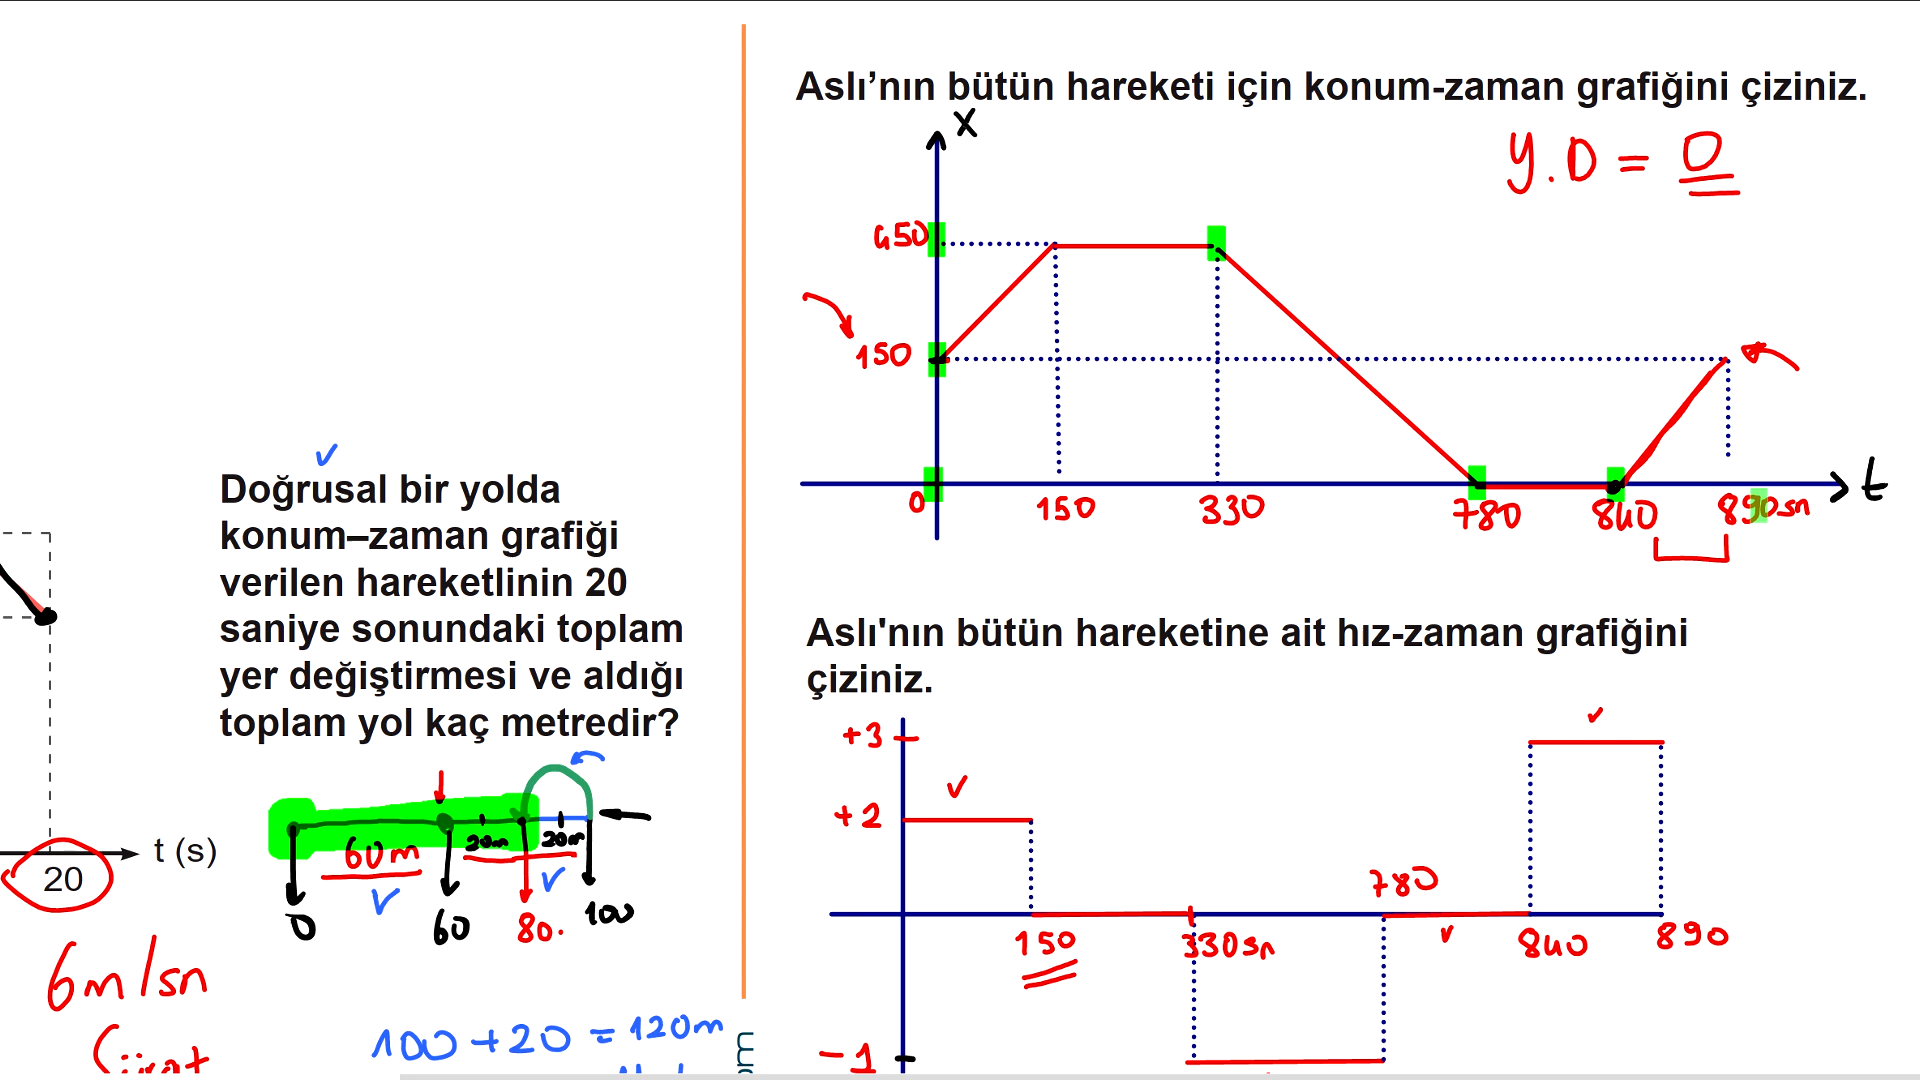 Aslı’nın bütün hareketi için konum-zaman grafiğini çiziniz.
x
y.D = 0
450
150
0
150
330
780
840
890sn
t
Doğrusal bir yolda
konum–zaman grafiği
verilen hareketlinin 20
saniye sonundaki toplam
yer değiştirmesi ve aldığı
toplam yol kaç metredir?
60m
20m
20m
0
60
80.
100
t (s)
20
6m/sn
100 + 20 = 120m
Aslı'nın bütün hareketine ait hız-zaman grafiğini
çiziniz.
+3
+2
-1
150
330sn
780
840
890